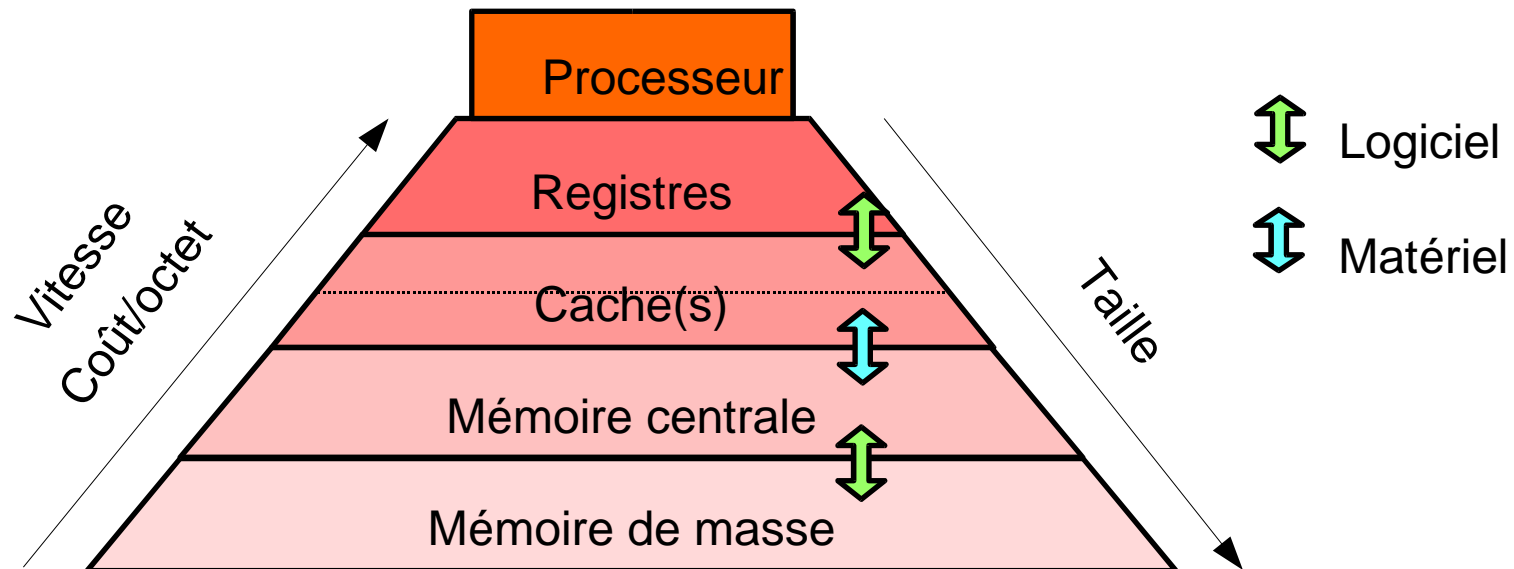 Processeur
Registres
Cache(s)
Mémoire centrale
Mémoire de masse
Vitesse
Coût/octet
Taille
Logiciel
Matériel